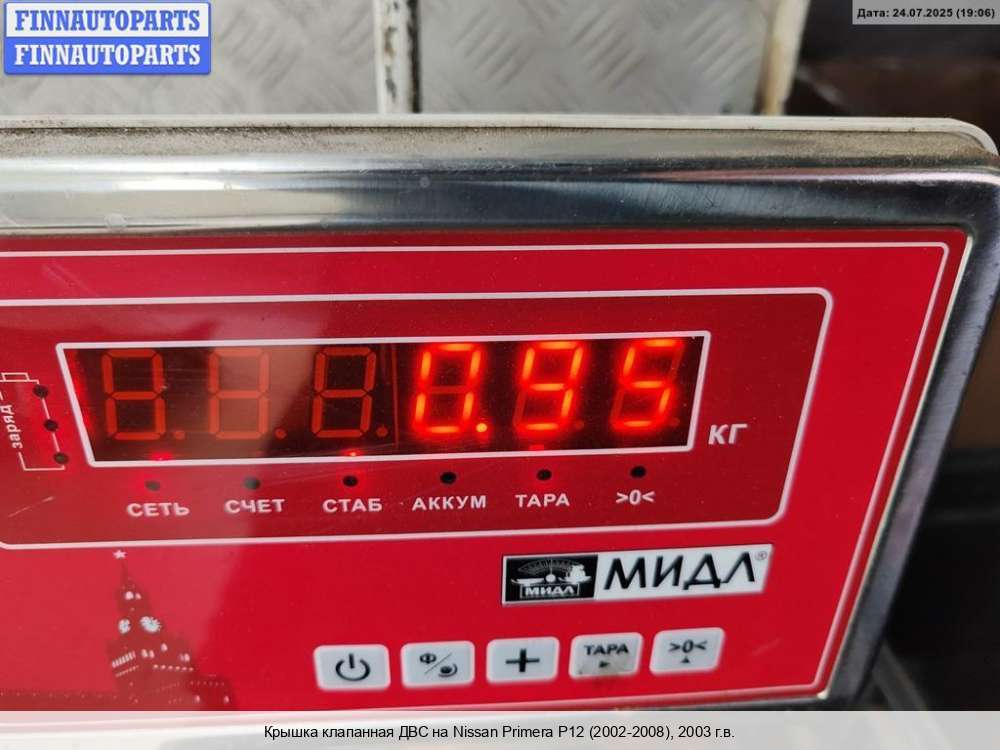 FINNAUTOPARTS
FINNAUTOPARTS
Дата: 24.07.2025 (19:06)
0.95
КГ
заряд
СЕТЬ СЧЕТ СТАБ АККУМ ТАРА >0<
МИДЛ МИДЛ®
Ф ТАРА >0<
Крышка клапанная ДВС на Nissan Primera P12 (2002-2008), 2003 г.в.